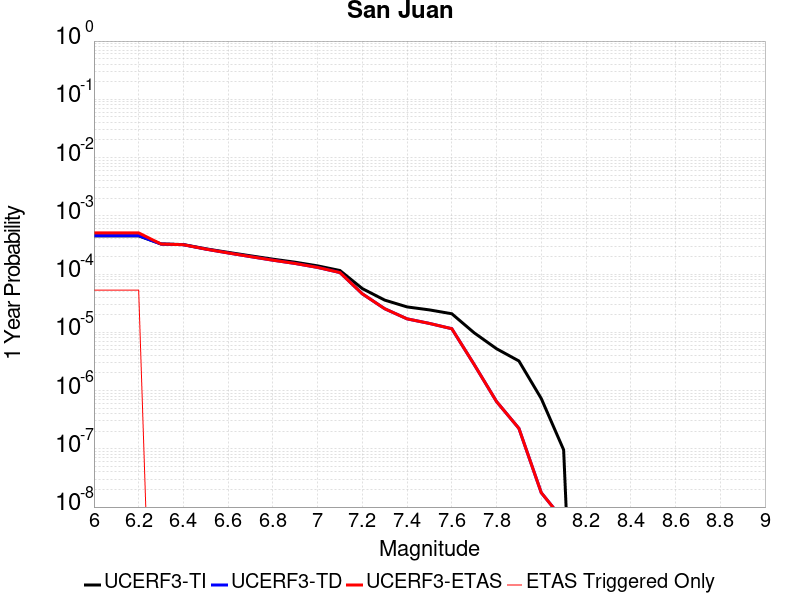 San Juan
10^0
10^-1
10^-2
10^-3
10^-4
10^-5
10^-6
10^-7
10^-8
1 Year Probability
6 6.2 6.4 6.6 6.8 7 7.2 7.4 7.6 7.8 8 8.2 8.4 8.6 8.8 9
Magnitude
UCERF3-TI UCERF3-TD UCERF3-ETAS ETAS Triggered Only